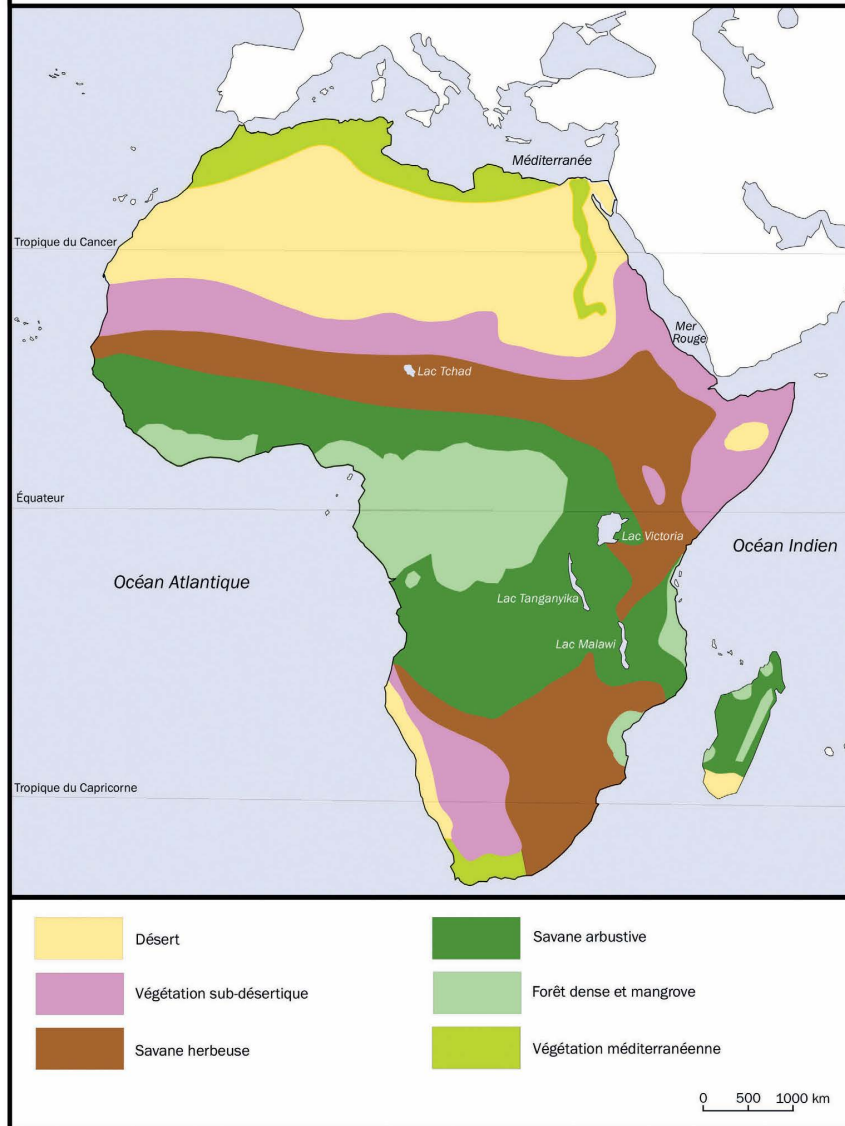 Méditerranée
Tropique du Cancer
Mer
Rouge
Lac Tchad
Équateur
Lac Victoria
Océan Indien
Océan Atlantique
Lac Tanganyika
Lac Malawi
Tropique du Capricorne
Désert
Végétation sub-désertique
Savane herbeuse
Savane arbustive
Forêt dense et mangrove
Végétation méditerranéenne
0 500 1000 km